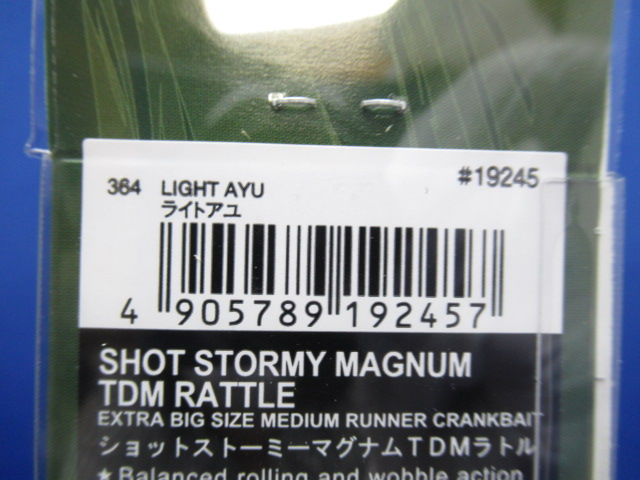 364 LIGHT AYU #19245
ライトアユ
4 905789 192457
SHOT STORMY MAGNUM
TDM RATTLE
EXTRA BIG SIZE MEDIUM RUNNER CRANKBAIT
ショットストーミーマグナムTDMラトル
★Balanced rolling and wobble action